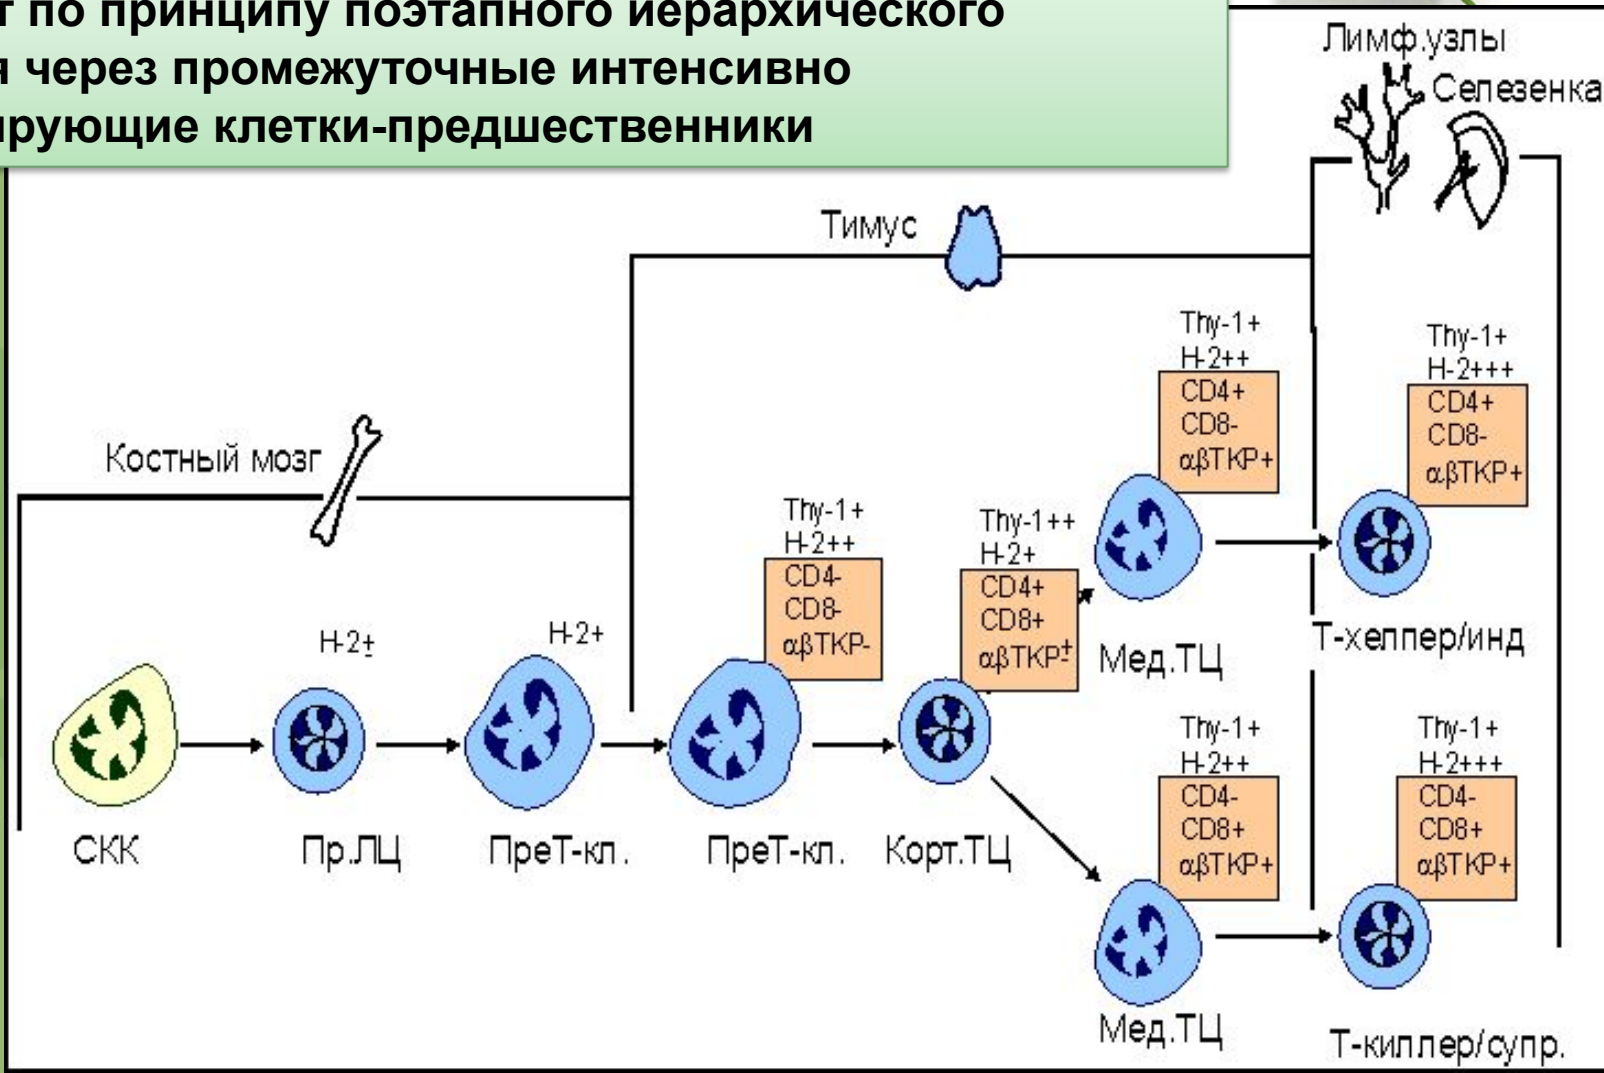 т по принципу поэтапного иерархического
я через промежуточные интенсивно
ирующие клетки-предшественники
Лимф.узлы
Селезенка
Тимус
Костный мозг
Thy-1+
H-2++
CD4+
CD8-
αβТКР+
Thy-1+
H-2+++
CD4+
CD8-
αβТКР+
Thy-1+
H-2++
CD4-
CD8-
αβТКР-
Thy-1++
H-2+
CD4+
CD8+
αβТКР±
H-2±
H-2+
Мед.ТЦ
Т-хелпер/инд
Thy-1+
H-2++
CD4-
CD8+
αβТКР+
Thy-1+
H-2+++
CD4-
CD8+
αβТКР+
СКК
Пр.ЛЦ
ПреТ-кл.
ПреТ-кл.
Корт.ТЦ
Мед.ТЦ
Т-киллер/супр.